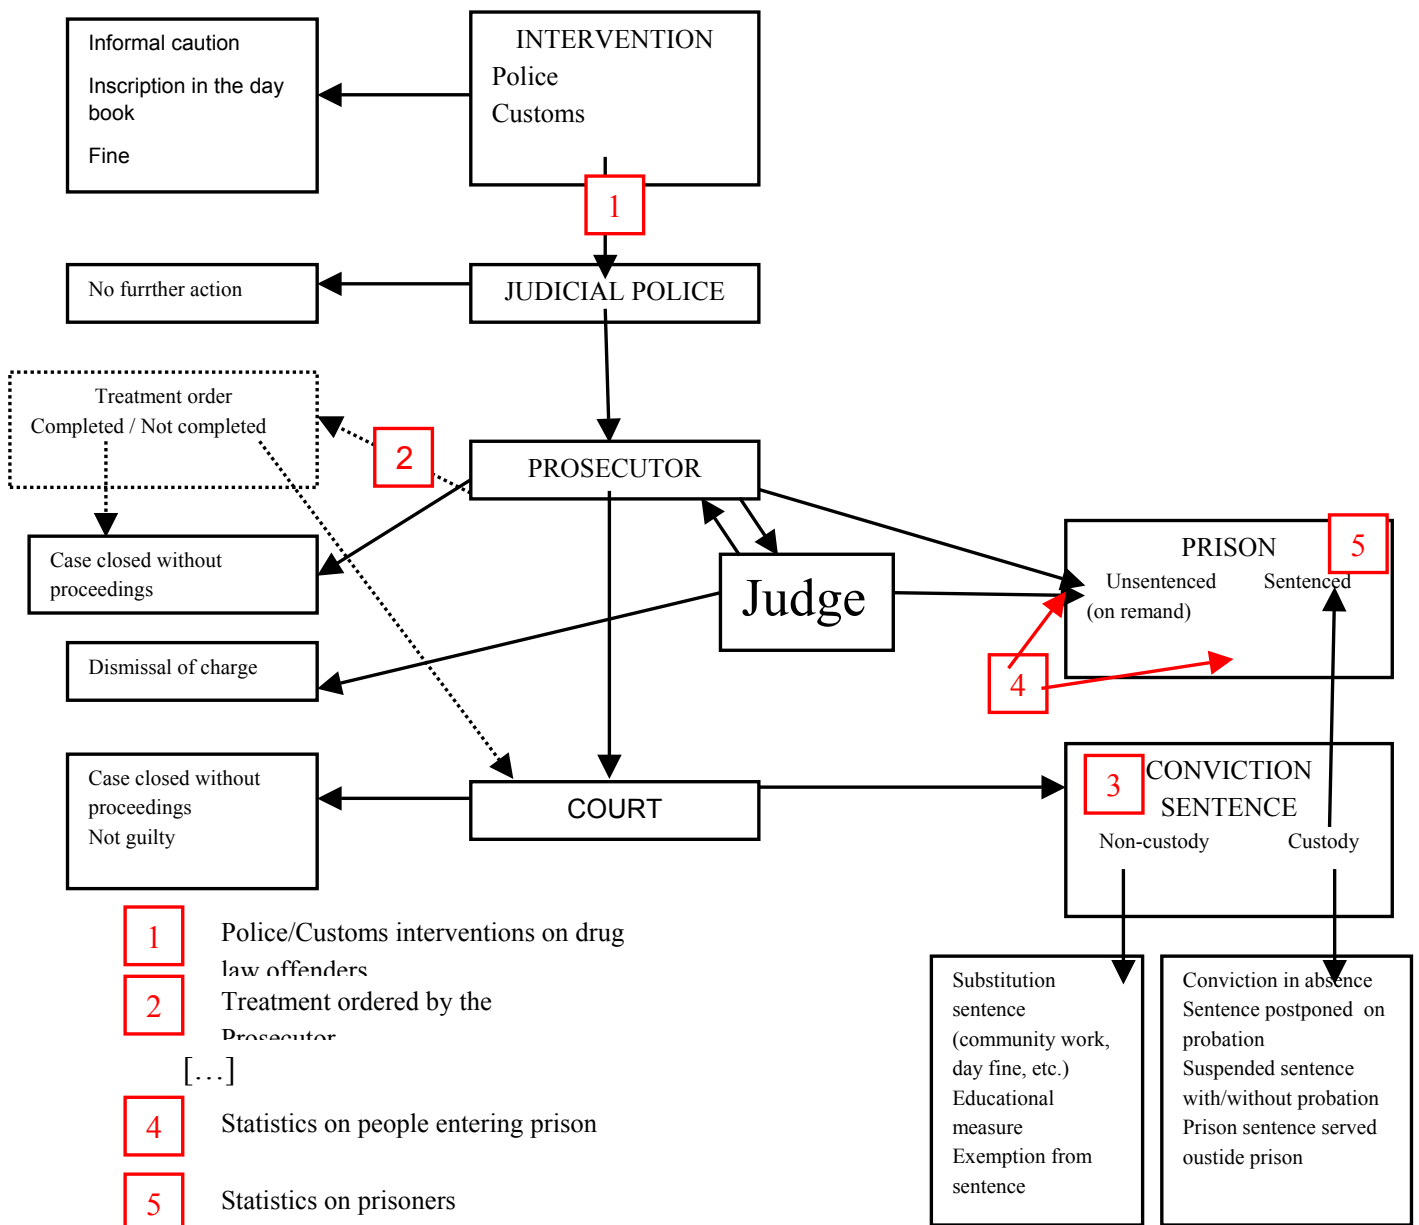 Informal caution
Inscription in the day
book
Fine
INTERVENTION
Police
Customs
1
No furrther action
JUDICIAL POLICE
Treatment order
Completed / Not completed
2
PROSECUTOR
Case closed without
proceedings
Judge
PRISON
5
Unsentenced Sentenced
(on remand)
4
Dismissal of charge
Case closed without
proceedings
Not guilty
COURT
3
CONVICTION
SENTENCE
Non-custody Custody
1 Police/Customs interventions on drug
law offenders
2 Treatment ordered by the
Prosecutor
[…]
4 Statistics on people entering prison
5 Statistics on prisoners
Substitution
sentence
(community work,
day fine, etc.)
Educational
measure
Exemption from
sentence
Conviction in absence
Sentence postponed on
probation
Suspended sentence
with/without probation
Prison sentence served
oustide prison